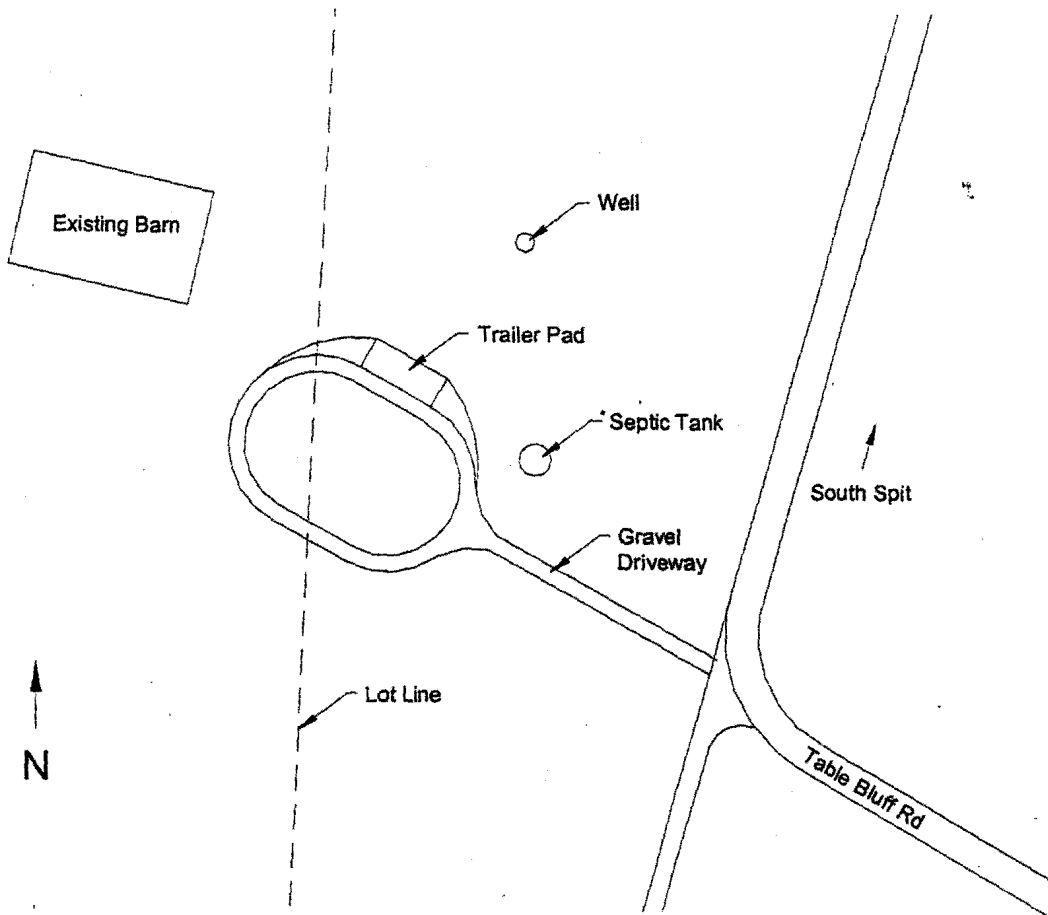 Existing Barn
Well
Trailer Pad
Septic Tank
South Spit
Gravel
Driveway
Lot Line
N
Table Bluff Rd